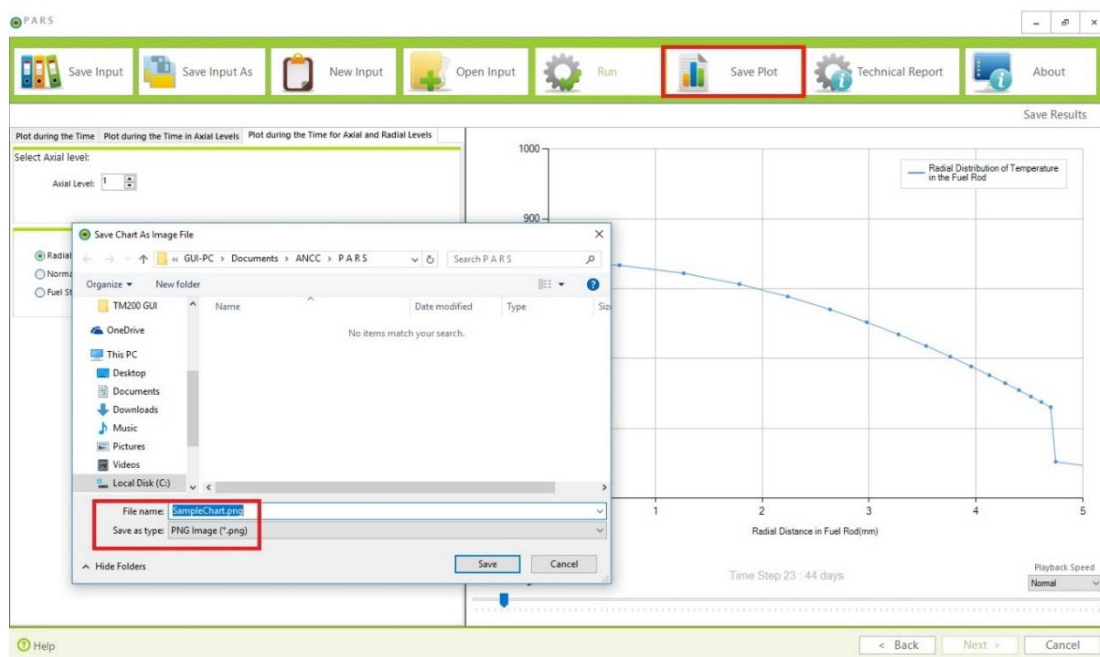 PARS
Save Input
Save Input As
New Input
Open Input
Run
Save Plot
Technical Report
About
Save Results
Plot during the Time Plot during the Time in Axial Levels Plot during the Time for Axial and Radial Levels
Select Axial level:
Axial Level: 1
1000
Radial Distribution of Temperature
in the Fuel Rod
900
Save Chart As Image File
Radial
« GUI-PC > Documents > ANCC > PARS
Search PARS
Organize
New folder
TM200 GUI
Name
Date modified
Type
No items match your search.
OneDrive
This PC
Desktop
Documents
Downloads
Music
Pictures
Videos
Local Disk (C:)
File name: SampleChart.png
Save as type: PNG Image (*.png)
Hide Folders
Save
Cancel
1 2 3 4 5
Radial Distance in Fuel Rod(mm)
Time Step 23 : 44 days
Playback Speed
Normal
Help
< Back
Next >
Cancel